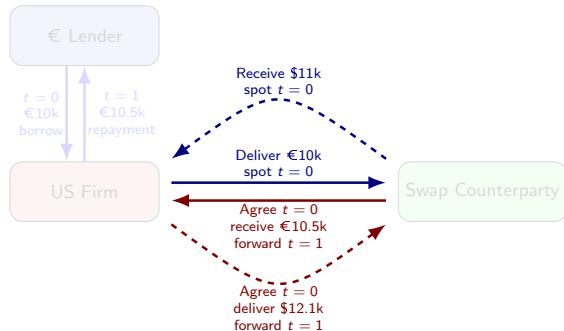 € Lender
t = 0
€10k
borrow
t = 1
€10.5k
repayment
Receive $11k
spot t = 0
Deliver €10k
spot t = 0
US Firm
Swap Counterparty
Agree t = 0
receive €10.5k
forward t = 1
Agree t = 0
deliver $12.1k
forward t = 1